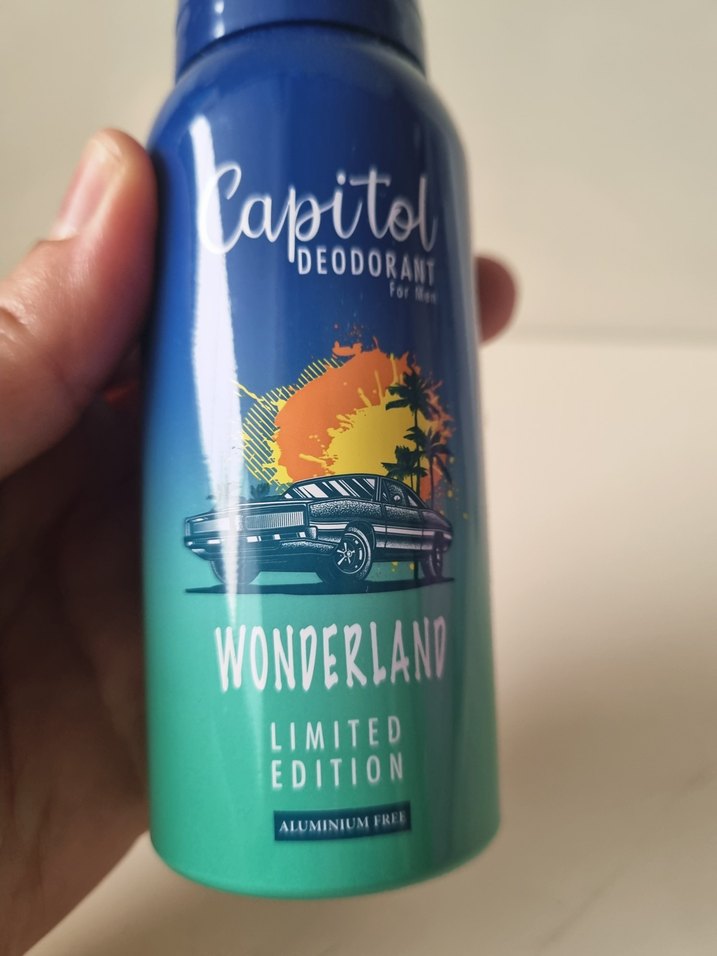 Capitol
DEODORANT
For Men
WONDERLAND
LIMITED
EDITION
ALUMINIUM FREE